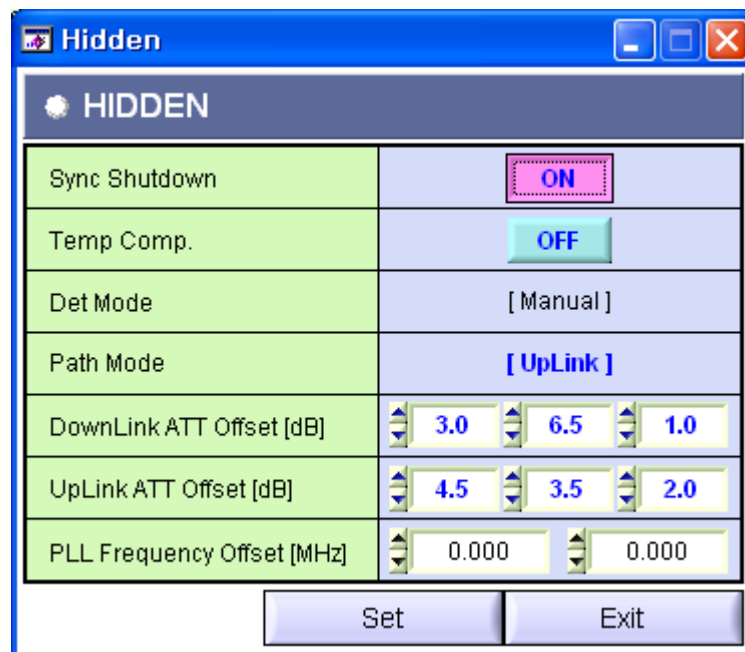 Hidden
HIDDEN
Sync Shutdown ON
Temp Comp. OFF
Det Mode [ Manual ]
Path Mode [ UpLink ]
DownLink ATT Offset [dB] 3.0 6.5 1.0
UpLink ATT Offset [dB] 4.5 3.5 2.0
PLL Frequency Offset [MHz] 0.000 0.000
Set Exit